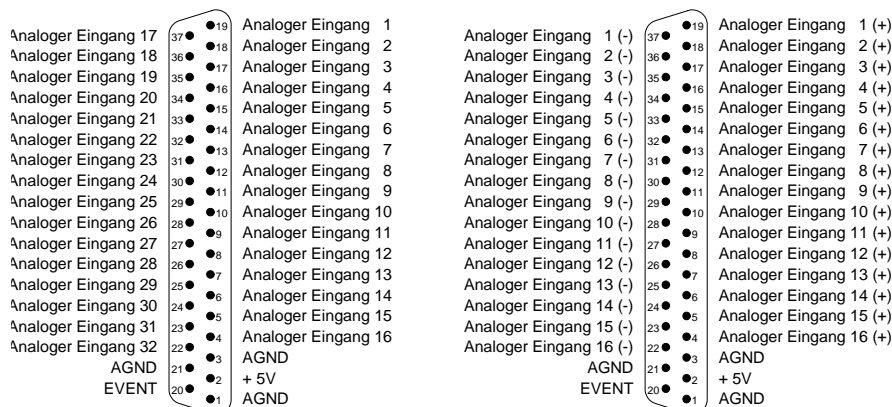 19 Analoger Eingang 1
Analoger Eingang 17 37
18 Analoger Eingang 2
Analoger Eingang 18 36
17 Analoger Eingang 3
Analoger Eingang 19 35
16 Analoger Eingang 4
Analoger Eingang 20 34
15 Analoger Eingang 5
Analoger Eingang 21 33
14 Analoger Eingang 6
Analoger Eingang 22 32
13 Analoger Eingang 7
Analoger Eingang 23 31
12 Analoger Eingang 8
Analoger Eingang 24 30
11 Analoger Eingang 9
Analoger Eingang 25 29
10 Analoger Eingang 10
Analoger Eingang 26 28
9 Analoger Eingang 11
Analoger Eingang 27 27
8 Analoger Eingang 12
Analoger Eingang 28 26
7 Analoger Eingang 13
Analoger Eingang 29 25
6 Analoger Eingang 14
Analoger Eingang 30 24
5 Analoger Eingang 15
Analoger Eingang 31 23
4 Analoger Eingang 16
Analoger Eingang 32 22
3 AGND
AGND 21
2 + 5V
EVENT 20
1 AGND
19 Analoger Eingang 1 (+)
Analoger Eingang 1 (-) 37
18 Analoger Eingang 2 (+)
Analoger Eingang 2 (-) 36
17 Analoger Eingang 3 (+)
Analoger Eingang 3 (-) 35
16 Analoger Eingang 4 (+)
Analoger Eingang 4 (-) 34
15 Analoger Eingang 5 (+)
Analoger Eingang 5 (-) 33
14 Analoger Eingang 6 (+)
Analoger Eingang 6 (-) 32
13 Analoger Eingang 7 (+)
Analoger Eingang 7 (-) 31
12 Analoger Eingang 8 (+)
Analoger Eingang 8 (-) 30
11 Analoger Eingang 9 (+)
Analoger Eingang 9 (-) 29
10 Analoger Eingang 10 (+)
Analoger Eingang 10 (-) 28
9 Analoger Eingang 11 (+)
Analoger Eingang 11 (-) 27
8 Analoger Eingang 12 (+)
Analoger Eingang 12 (-) 26
7 Analoger Eingang 13 (+)
Analoger Eingang 13 (-) 25
6 Analoger Eingang 14 (+)
Analoger Eingang 14 (-) 24
5 Analoger Eingang 15 (+)
Analoger Eingang 15 (-) 23
4 Analoger Eingang 16 (+)
Analoger Eingang 16 (-) 22
3 AGND
AGND 21
2 + 5V
EVENT 20
1 AGND